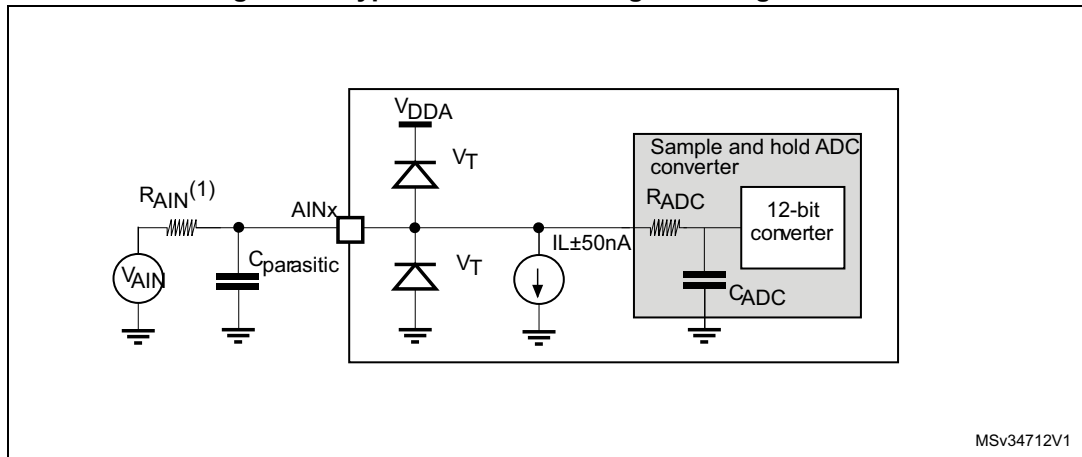 VDDA
VT
Sample and hold ADC
converter
RAIN(1)
AINx
RADC
12-bit
converter
IL±50nA
VAIN
Cparasitic
VT
CADC
MSv34712V1